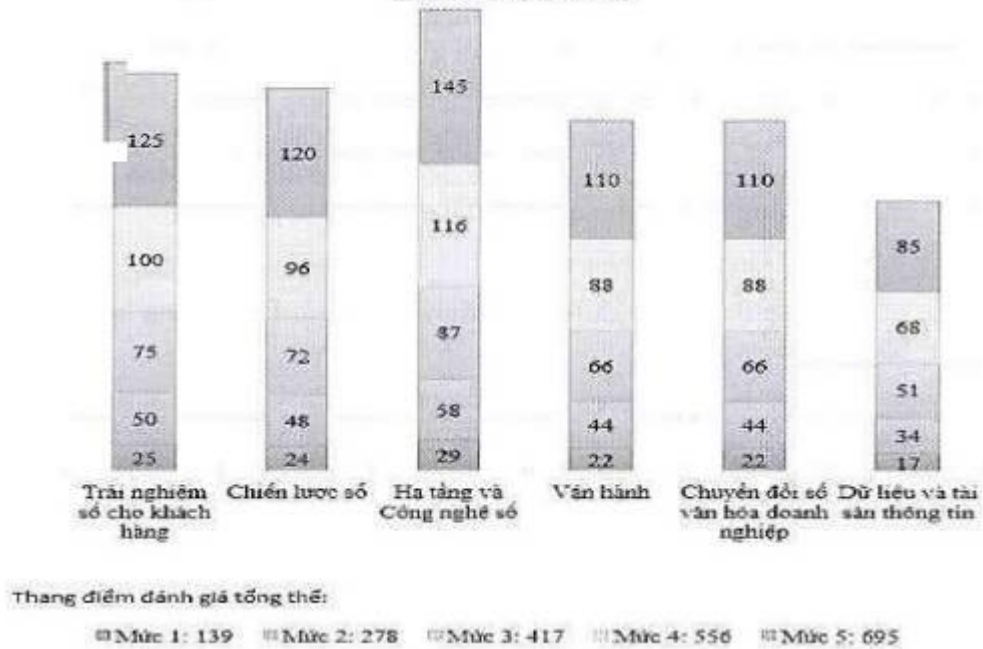 125 120 145 110 110 85
100 96 116 88 88 68
75 72 87 66 66 51
50 48 58 44 44 34
25 24 29 22 22 17
Trải nghiệm số cho khách hàng
Chiến lược số
Hạ tầng và Công nghệ số
Vận hành
Chuyển đổi số văn hóa doanh nghiệp
Dữ liệu và tài sản thông tin
Thang điểm đánh giá tổng thể:
Mức 1: 139 Mức 2: 278 Mức 3: 417 Mức 4: 556 Mức 5: 695